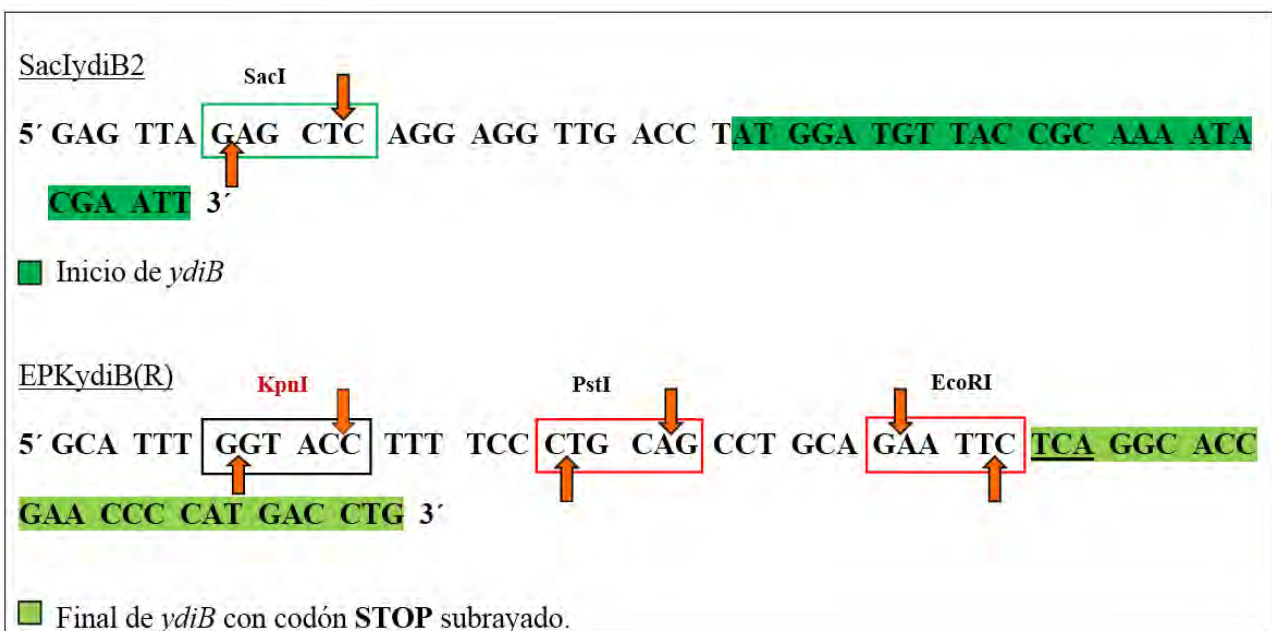 SacIydiB2
SacI
5´ GAG TTA GAG CTC AGG AGG TTG ACC TAT GGA TGT TAC CGC AAA ATA
CGA ATT 3´
Inicio de ydiB
EPKydiB(R)
KpnI PstI EcoRI
5´ GCA TTT GGT ACC TTT TCC CTG CAG CCT GCA GAA TTC TCA GGC ACC
GAA CCC CAT GAC CTG 3´
Final de ydiB con codón STOP subrayado.